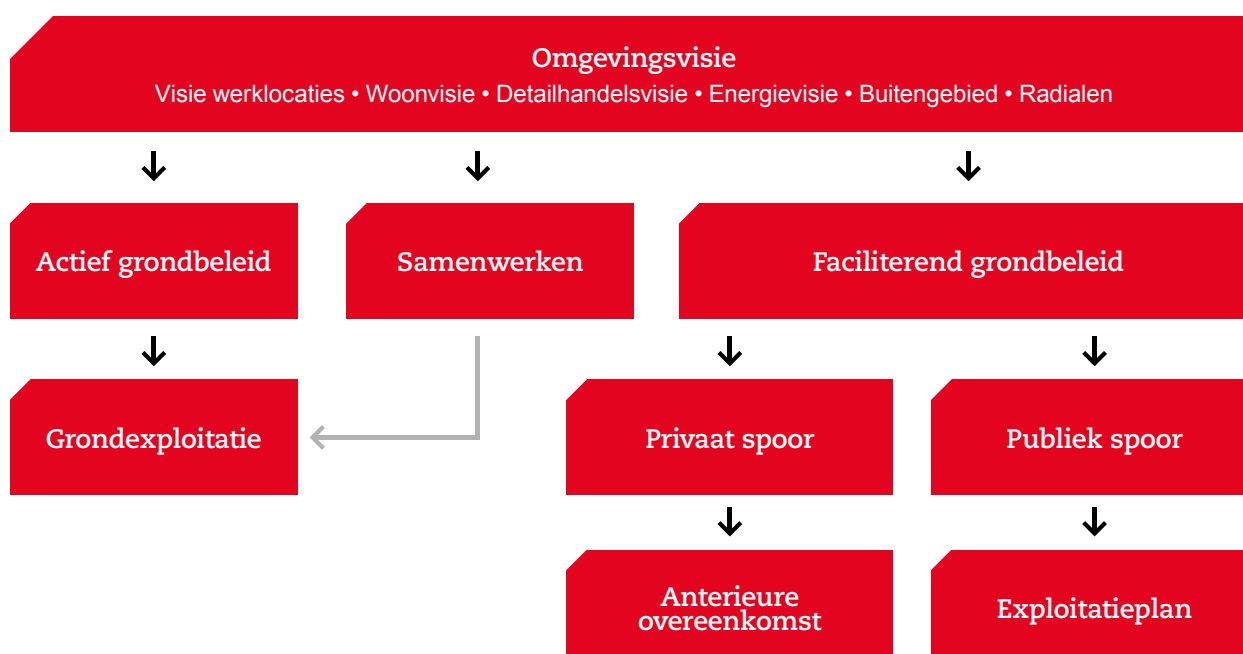 Omgevingsvisie
Visie werklocaties • Woonvisie • Detailhandelsvisie • Energievisie • Buitengebied • Radialen
Actief grondbeleid
Samenwerken
Faciliterend grondbeleid
Grondexploitatie
Privaat spoor
Publiek spoor
Anterieure
overeenkomst
Exploitatieplan